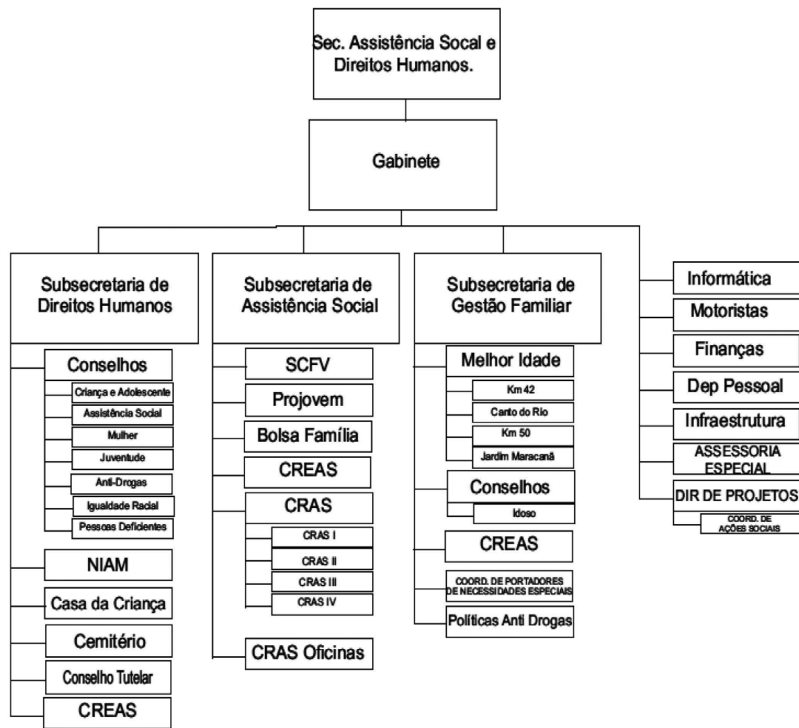 Sec. Assistência Socal e
Direitos Humanos.
Gabinete
Subsecretaria de
Direitos Humanos
Conselhos
Criança e Adolescente
Assistência Social
Mulher
Juventude
Anti-Drogas
Igualdade Racial
Pessoas Deficientes
NIAM
Casa da Criança
Cemitério
Conselho Tutelar
CREAS
Subsecretaria de
Assistência Social
SCFV
Projovem
Bolsa Família
CREAS
CRAS
CRAS I
CRAS II
CRAS III
CRAS IV
CRAS Oficinas
Subsecretaria de
Gestão Familiar
Melhor Idade
Km 42
Canto do Rio
Km 50
Jardim Maracanã
Conselhos
Idoso
CREAS
COORD. DE PORTADORES
DE NECESSIDADES ESPECIAIS
Políticas Anti Drogas
Informática
Motoristas
Finanças
Dep Pessoal
Infraestrutura
ASSESSORIA
ESPECIAL
DIR DE PROJETOS
COORD. DE
AÇÕES SOCIAIS